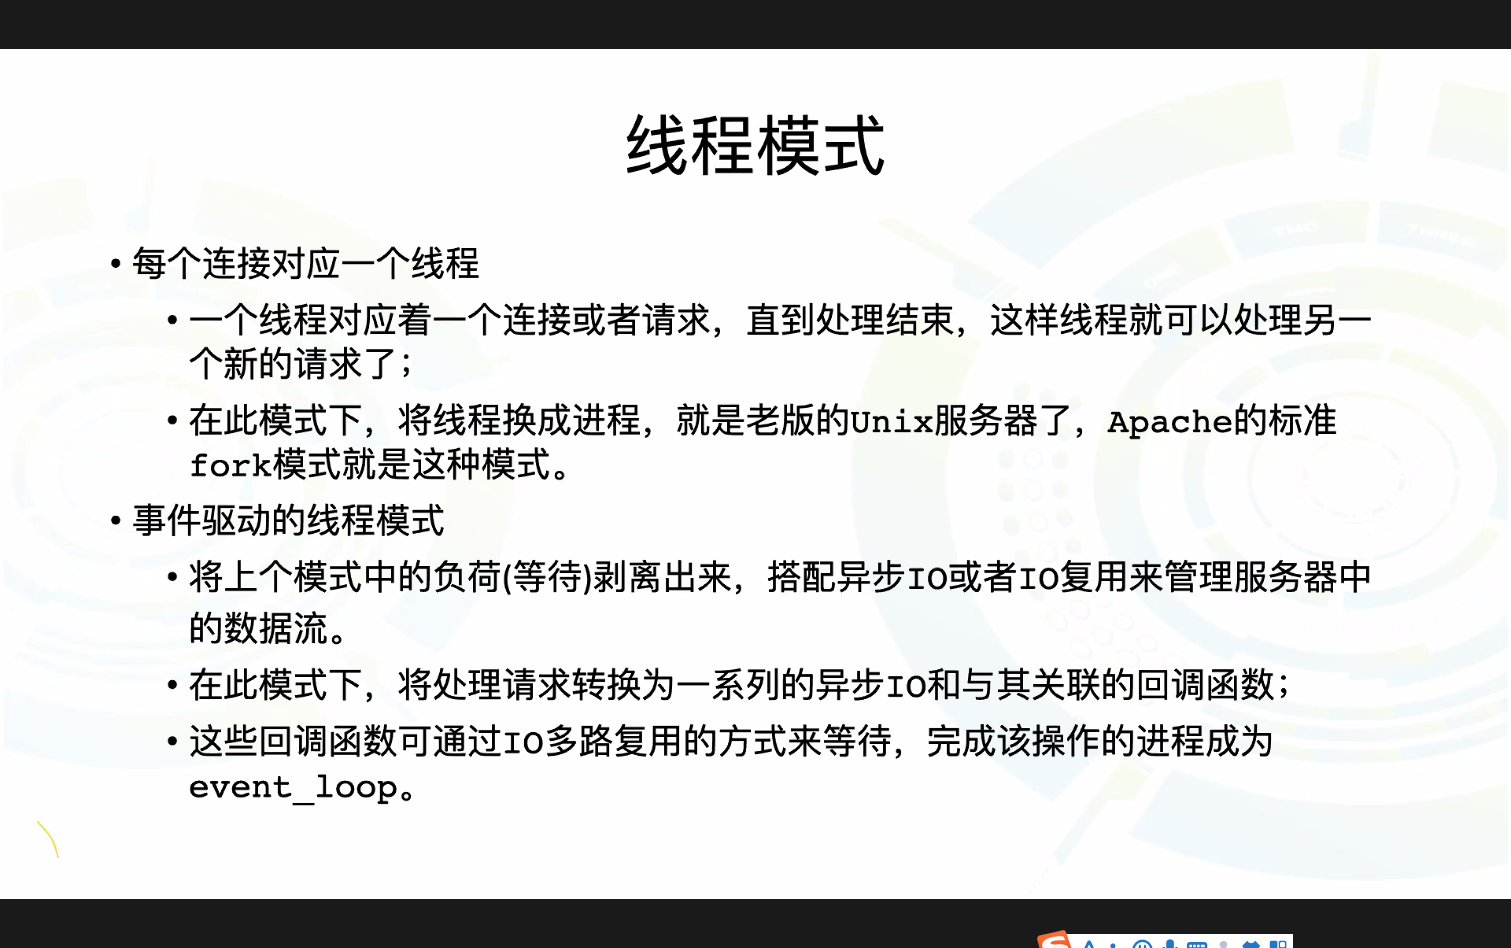 线程模式
• 每个连接对应一个线程
• 一个线程对应着一个连接或者请求，直到处理结束，这样线程就可以处理另一
个新的请求了；
• 在此模式下，将线程换成进程，就是老版的Unix服务器了，Apache的标准
fork模式就是这种模式。
• 事件驱动的线程模式
• 将上个模式中的负荷(等待)剥离出来，搭配异步IO或者IO复用来管理服务器中
的数据流。
• 在此模式下，将处理请求转换为一系列的异步IO和与其关联的回调函数；
• 这些回调函数可通过IO多路复用的方式来等待，完成该操作的进程成为
event_loop。